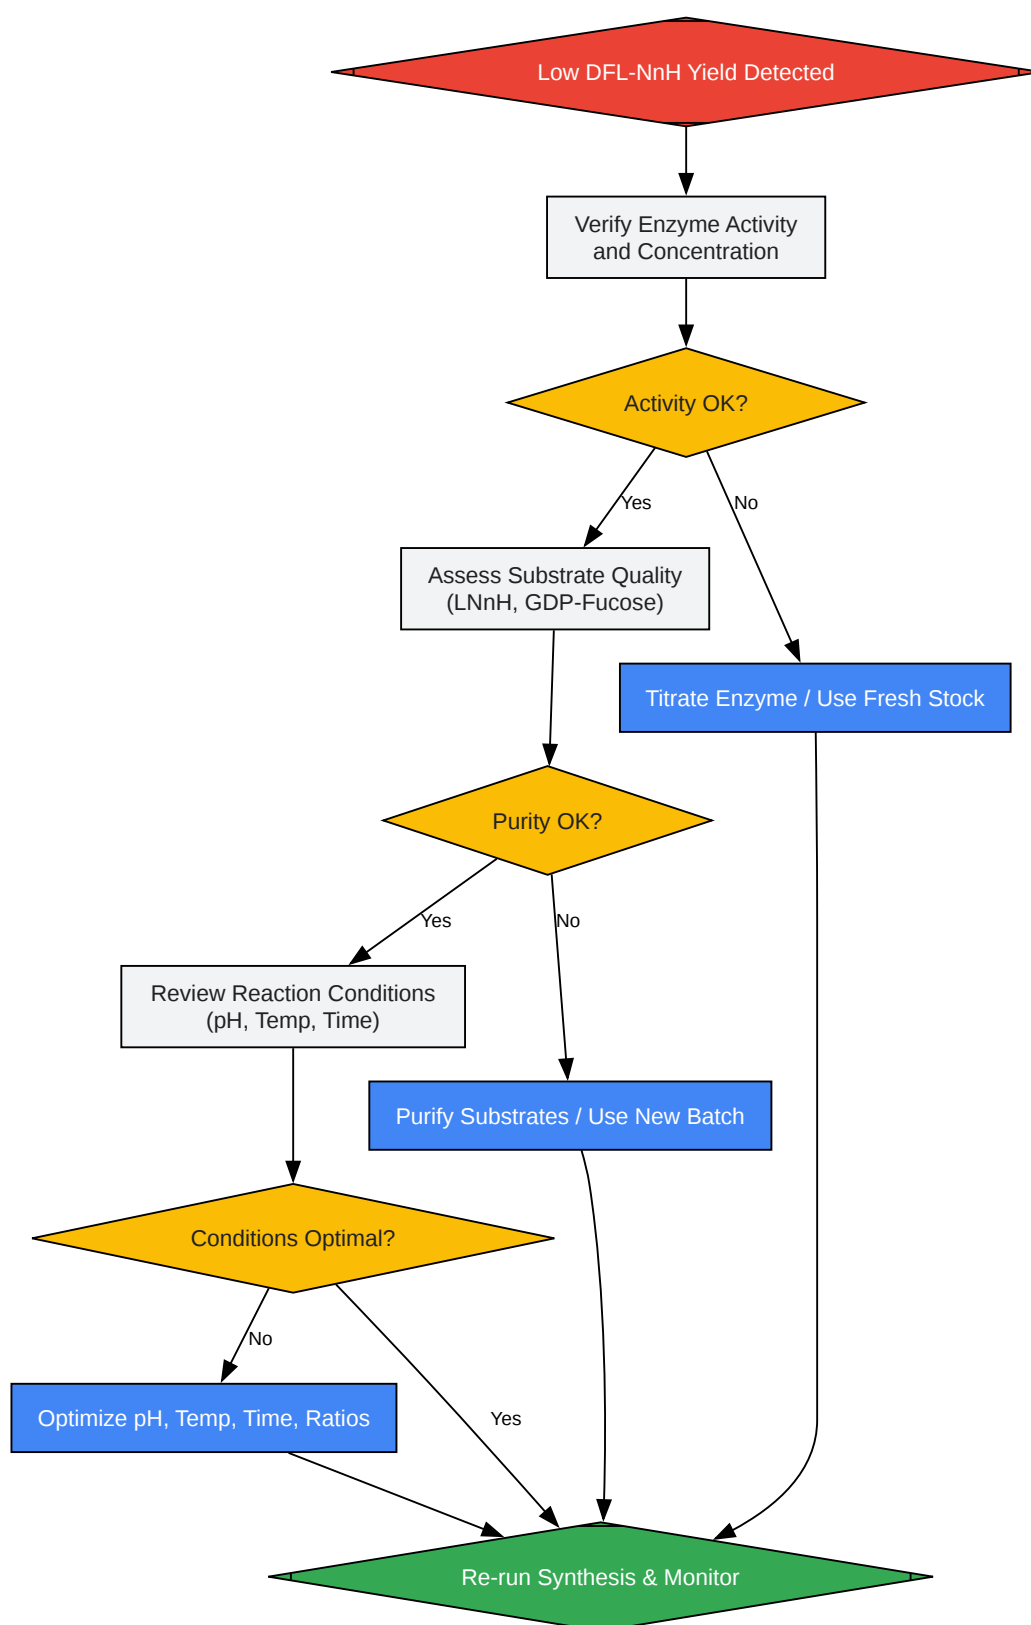 Low DFL-NnH Yield Detected
Verify Enzyme Activity
and Concentration
Activity OK?
Yes
No
Assess Substrate Quality
(LNnH, GDP-Fucose)
Titrate Enzyme / Use Fresh Stock
Purity OK?
Yes
No
Review Reaction Conditions
(pH, Temp, Time)
Purify Substrates / Use New Batch
Conditions Optimal?
No
Yes
Optimize pH, Temp, Time, Ratios
Re-run Synthesis & Monitor